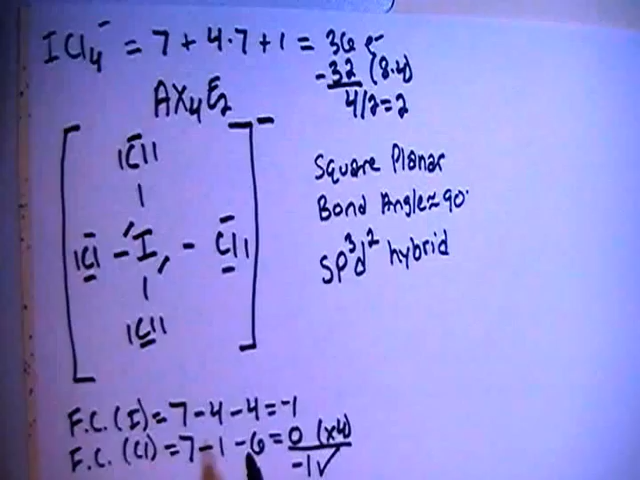 ICl₄⁻ = 7 + 4·7 + 1 = 36 e⁻
-32 (8·4)
4/2=2
AX₄E₂
Cl
Cl - I - Cl
Cl
Square Planar
Bond Angle≈90°
sp³d² hybrid
F.C.(I)=7-4-4=-1
F.C.(Cl)=7-1-6=0 (x4)
-1✓